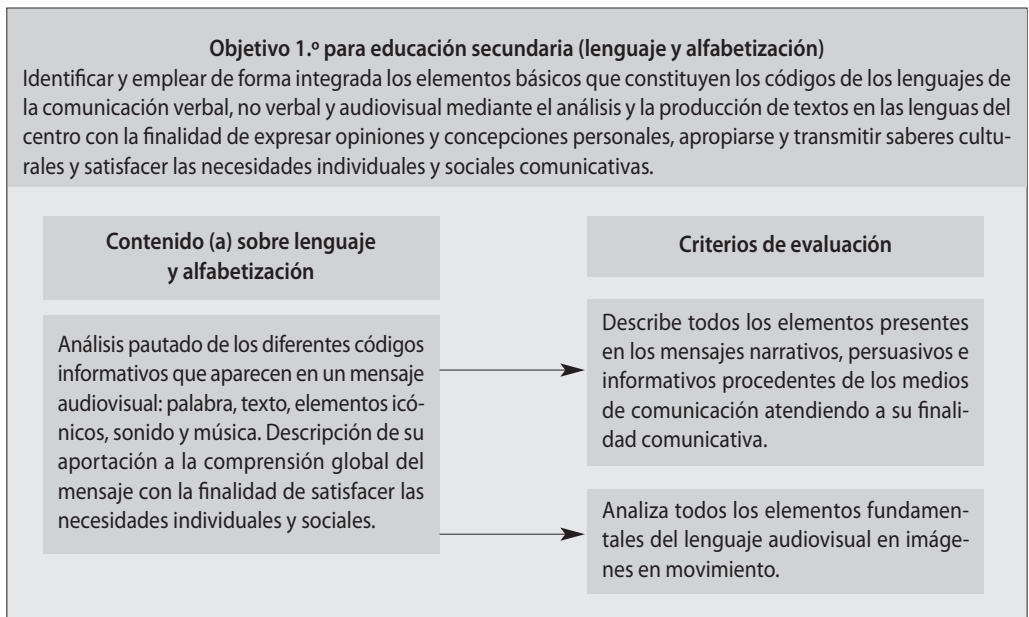 Objetivo 1.º para educación secundaria (lenguaje y alfabetización)
Identificar y emplear de forma integrada los elementos básicos que constituyen los códigos de los lenguajes de
la comunicación verbal, no verbal y audiovisual mediante el análisis y la producción de textos en las lenguas del
centro con la finalidad de expresar opiniones y concepciones personales, apropiarse y transmitir saberes cultu-
rales y satisfacer las necesidades individuales y sociales comunicativas.
Contenido (a) sobre lenguaje
y alfabetización
Análisis pautado de los diferentes códigos
informativos que aparecen en un mensaje
audiovisual: palabra, texto, elementos icó-
nicos, sonido y música. Descripción de su
aportación a la comprensión global del
mensaje con la finalidad de satisfacer las
necesidades individuales y sociales.
Criterios de evaluación
Describe todos los elementos presentes
en los mensajes narrativos, persuasivos e
informativos procedentes de los medios
de comunicación atendiendo a su finali-
dad comunicativa.
Analiza todos los elementos fundamen-
tales del lenguaje audiovisual en imáge-
nes en movimiento.